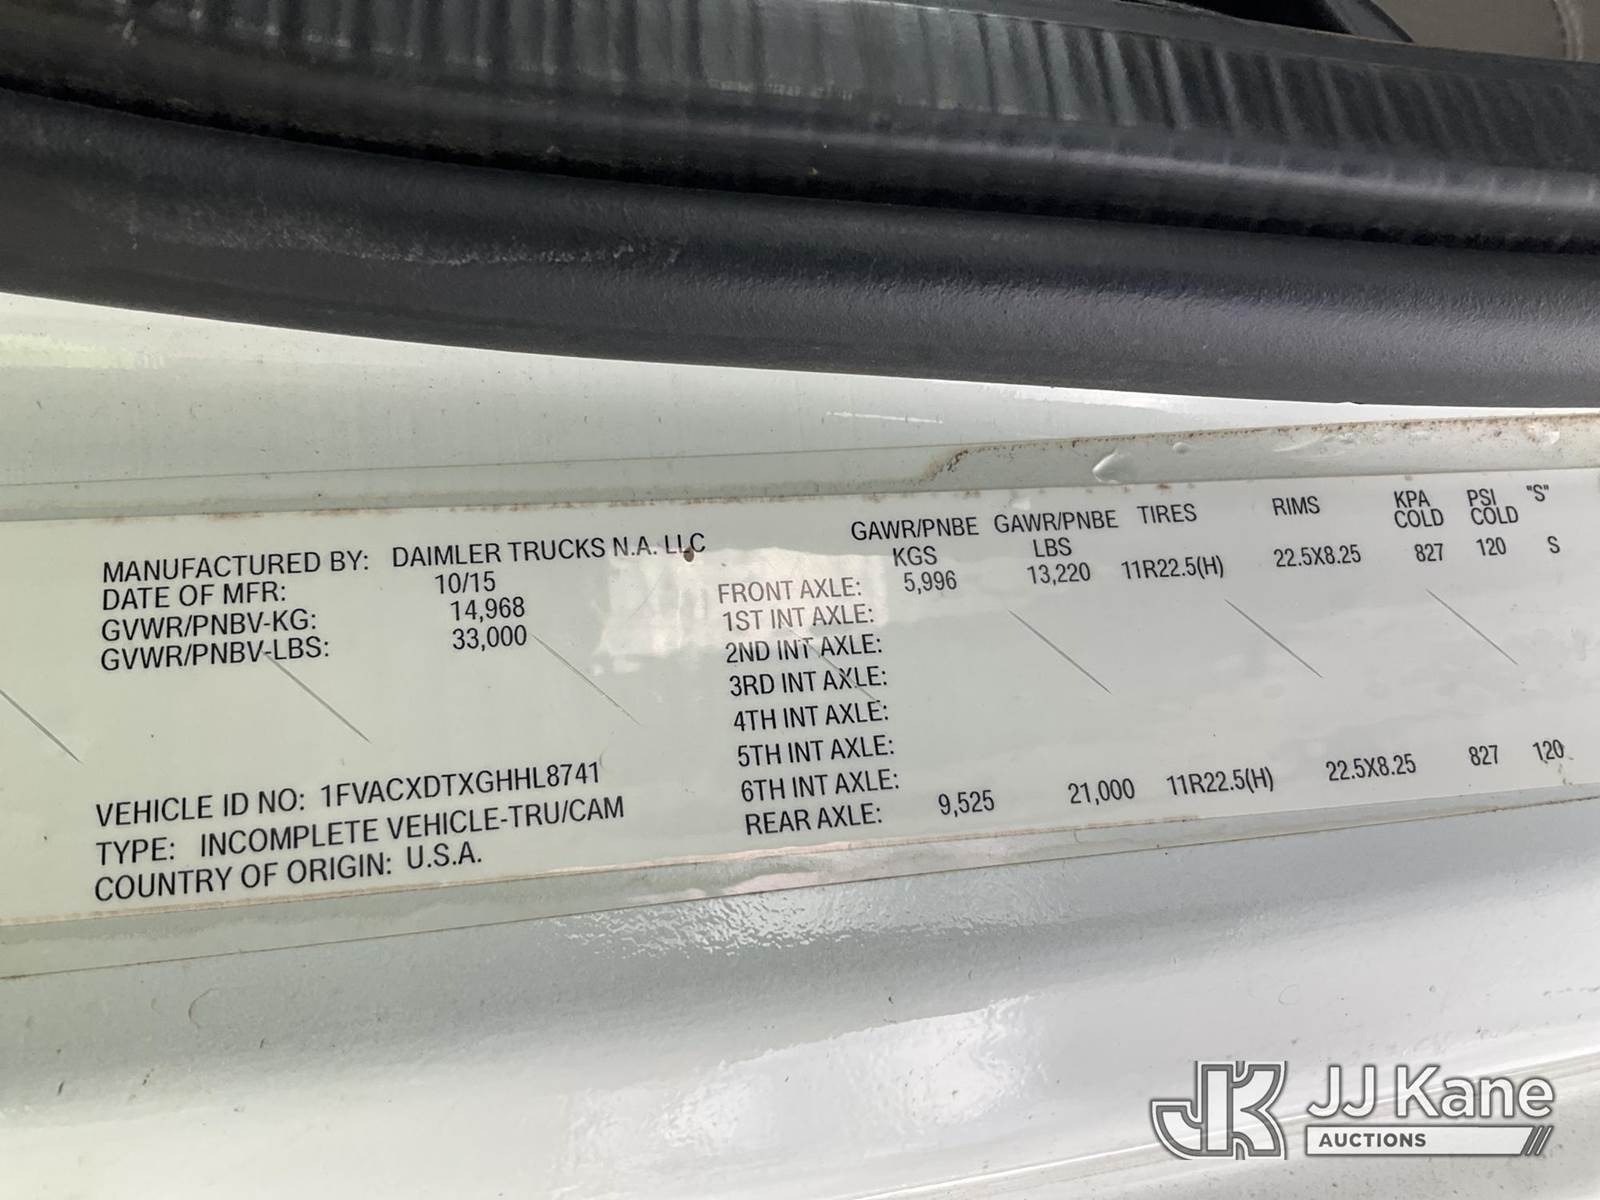 MANUFACTURED BY: DAIMLER TRUCKS N.A. LLC
DATE OF MFR: 10/15
GVWR/PNBV-KG: 14,968
GVWR/PNBV-LBS: 33,000
VEHICLE ID NO: 1FVACXDTXGHHL8741
TYPE: INCOMPLETE VEHICLE-TRU/CAM
COUNTRY OF ORIGIN: U.S.A.
GAWR/PNBE GAWR/PNBE TIRES RIMS KPA PSI "S"
KGS LBS COLD COLD
FRONT AXLE: 5,996 13,220 11R22.5(H) 22.5X8.25 827 120 S
1ST INT AXLE:
2ND INT AXLE:
3RD INT AXLE:
4TH INT AXLE:
5TH INT AXLE:
6TH INT AXLE:
REAR AXLE: 9,525 21,000 11R22.5(H) 22.5X8.25 827 120
JK JJ Kane
AUCTIONS